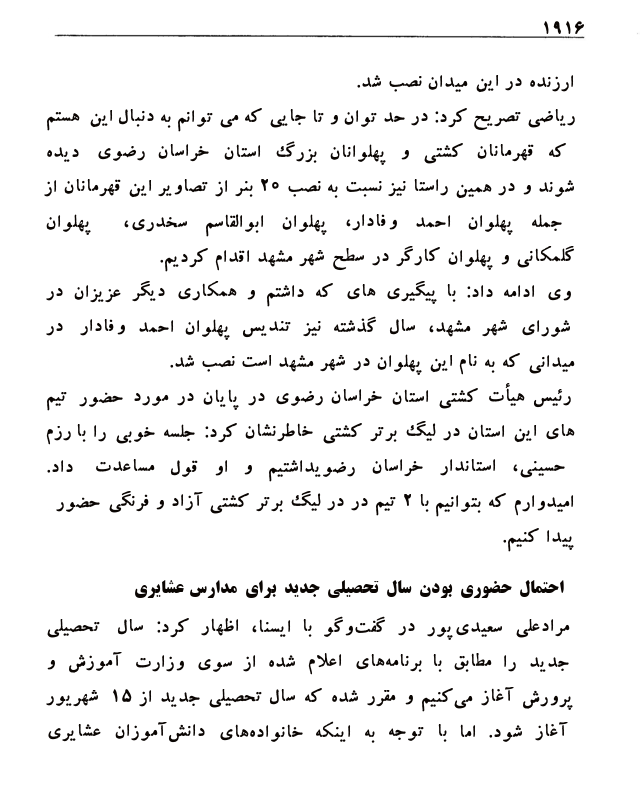 ۱۹۱۶
ارزنده در این میدان نصب شد.
ریاضی تصریح کرد: در حد توان و تا جایی که می توانم به دنبال این هستم
که قهرمانان کشتی و پهلوانان بزرگ استان خراسان رضوی دیده
شوند و در همین راستا نیز نسبت به نصب ۲۰ بنر از تصاویر این قهرمانان از
جمله پهلوان احمد وفادار، پهلوان ابوالقاسم سخدری، پهلوان
گلمکانی و پهلوان کارگر در سطح شهر مشهد اقدام کردیم.
وی ادامه داد: با پیگیری های که داشتم و همکاری دیگر عزیزان در
شورای شهر مشهد، سال گذشته نیز تندیس پهلوان احمد وفادار در
میدانی که به نام این پهلوان در شهر مشهد است نصب شد.
رئیس هیأت کشتی استان خراسان رضوی در پایان در مورد حضور تیم
های این استان در لیگ برتر کشتی خاطرنشان کرد: جلسه خوبی را با رزم
حسینی، استاندار خراسان رضویداشتیم و او قول مساعدت داد.
امیدوارم که بتوانیم با ۲ تیم در در لیگ برتر کشتی آزاد و فرنگی حضور
پیدا کنیم.
احتمال حضوری بودن سال تحصیلی جدید برای مدارس عشایری
مرادعلی سعیدی‌پور در گفت‌وگو با ایسنا، اظهار کرد: سال تحصیلی
جدید را مطابق با برنامه‌های اعلام شده از سوی وزارت آموزش و
پرورش آغاز می‌کنیم و مقرر شده که سال تحصیلی جدید از ۱۵ شهریور
آغاز شود. اما با توجه به اینکه خانواده‌های دانش‌آموزان عشایری